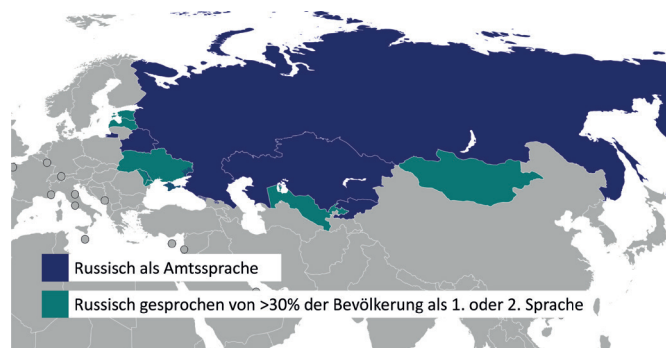 Russisch als Amtssprache
Russisch gesprochen von >30% der Bevölkerung als 1. oder 2. Sprache